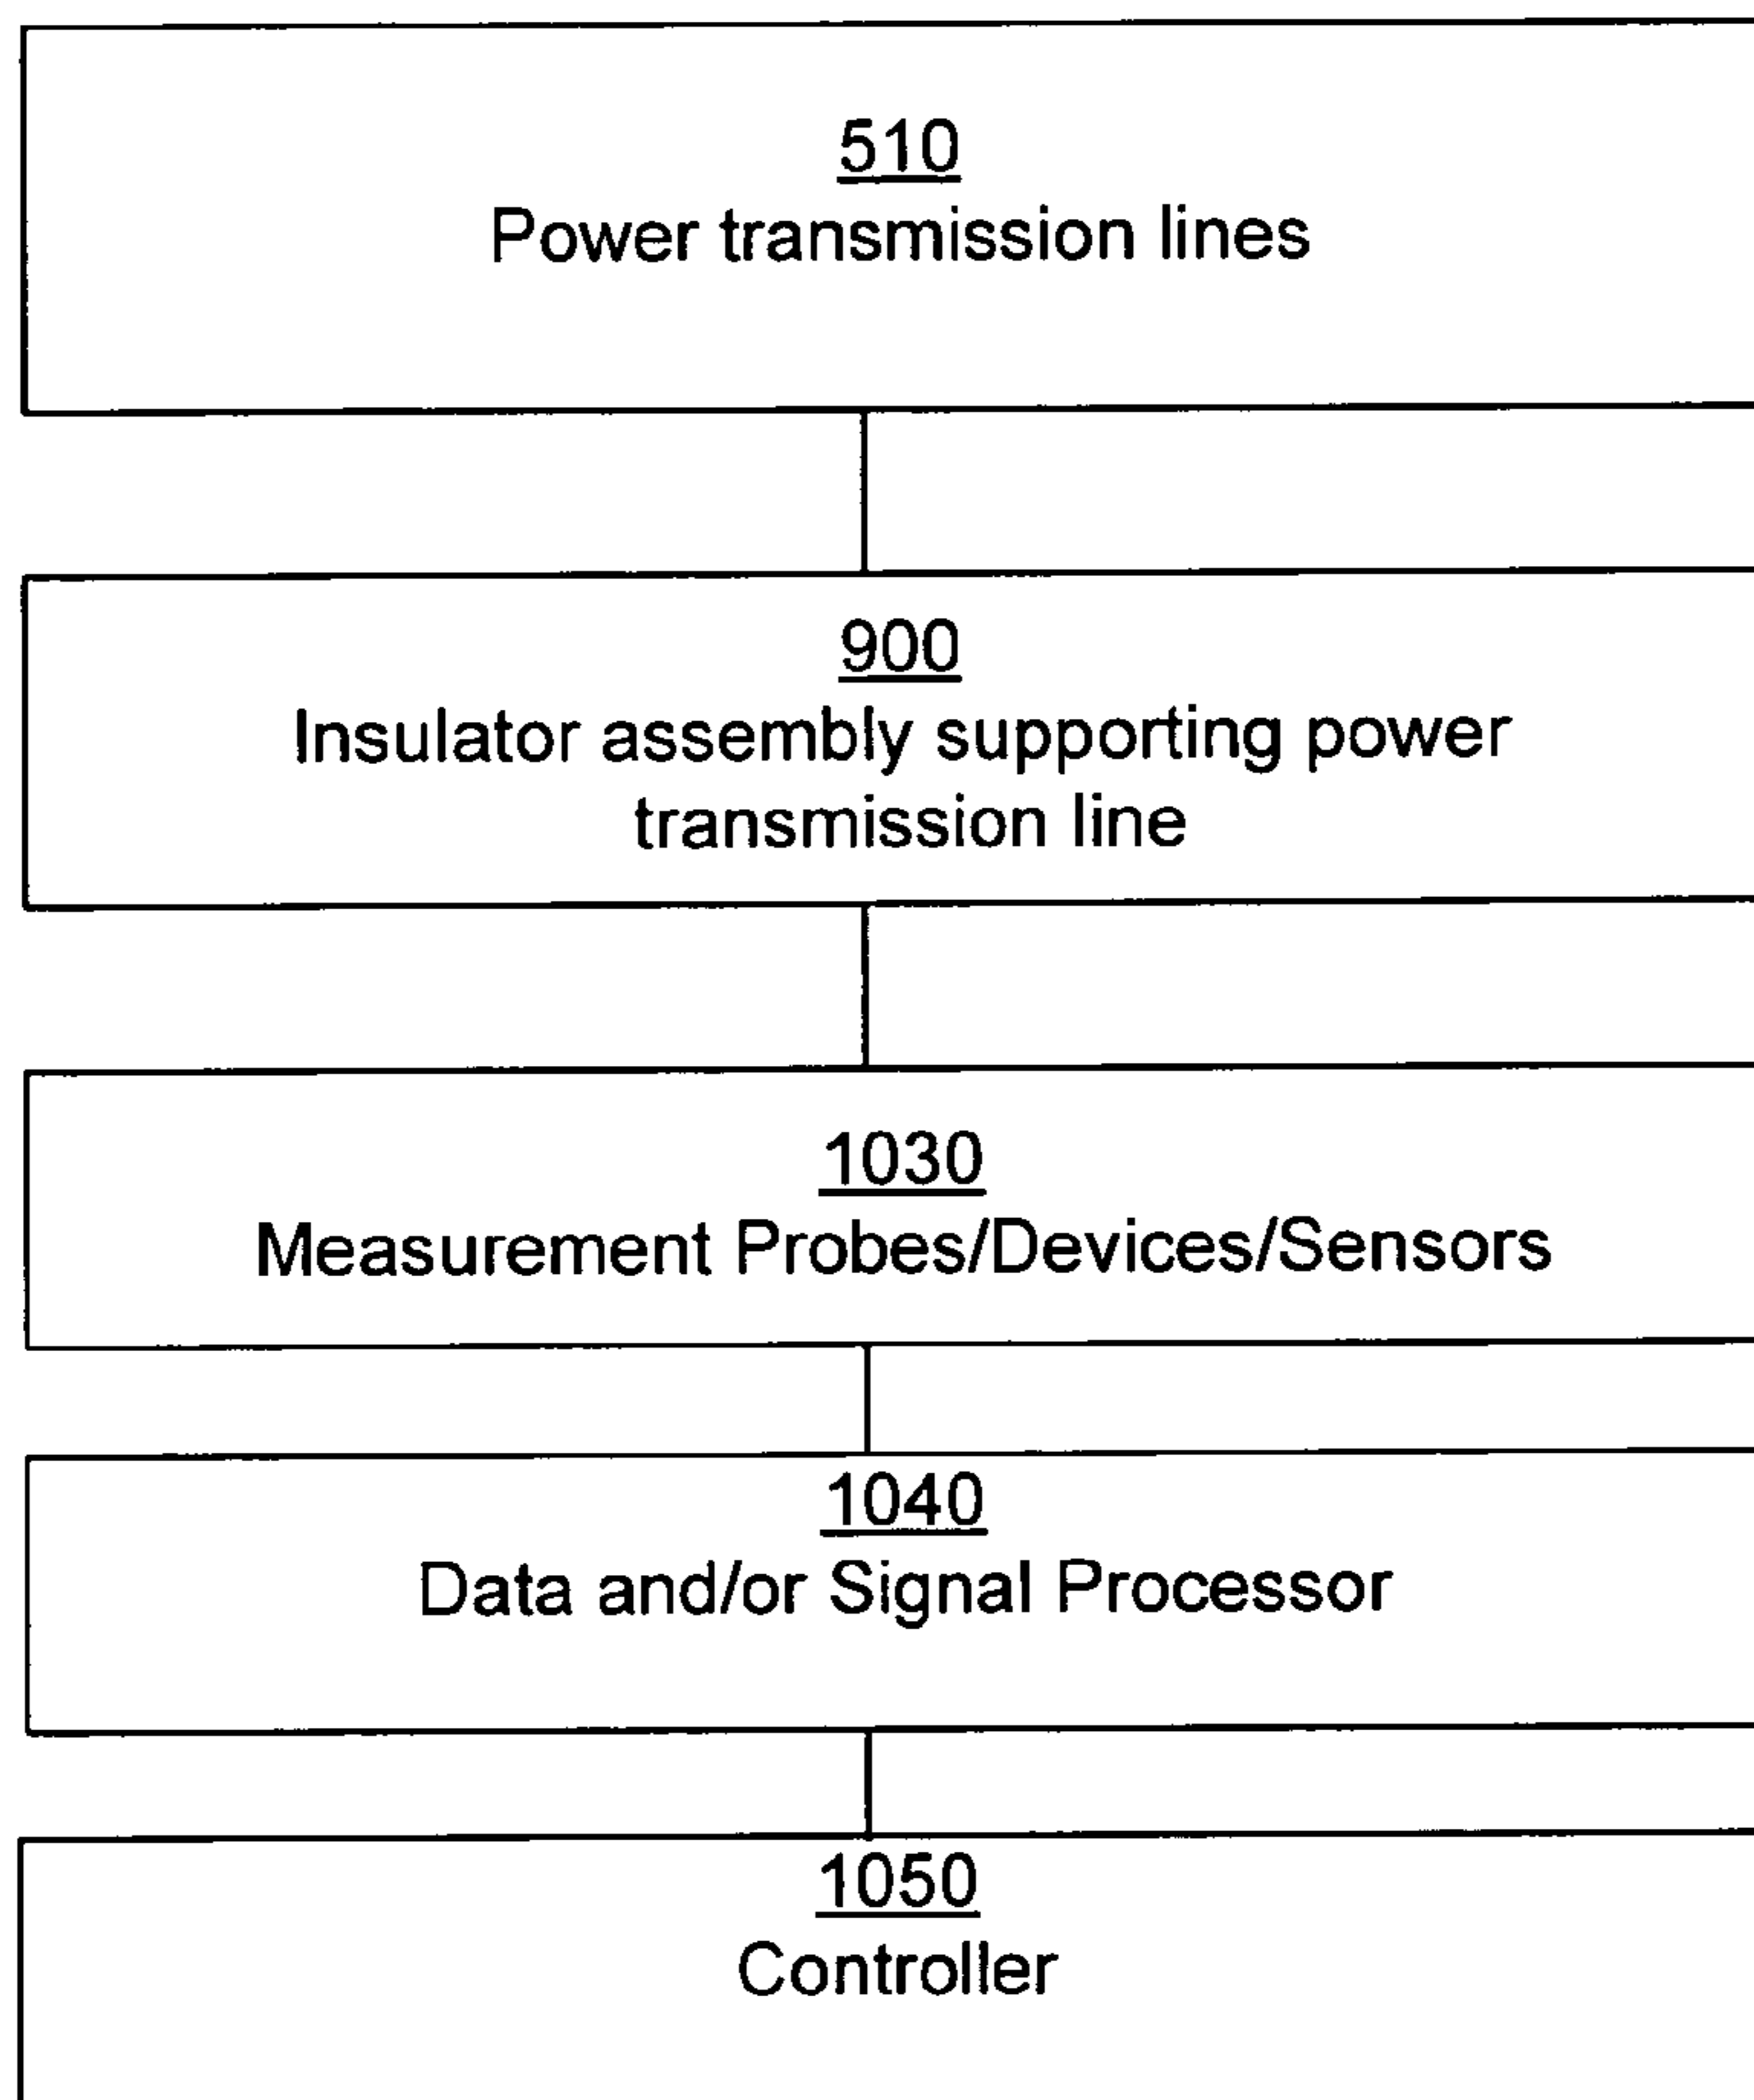 510
Power transmission lines
900
Insulator assembly supporting power
transmission line
1030
Measurement Probes/Devices/Sensors
1040
Data and/or Signal Processor
1050
Controller